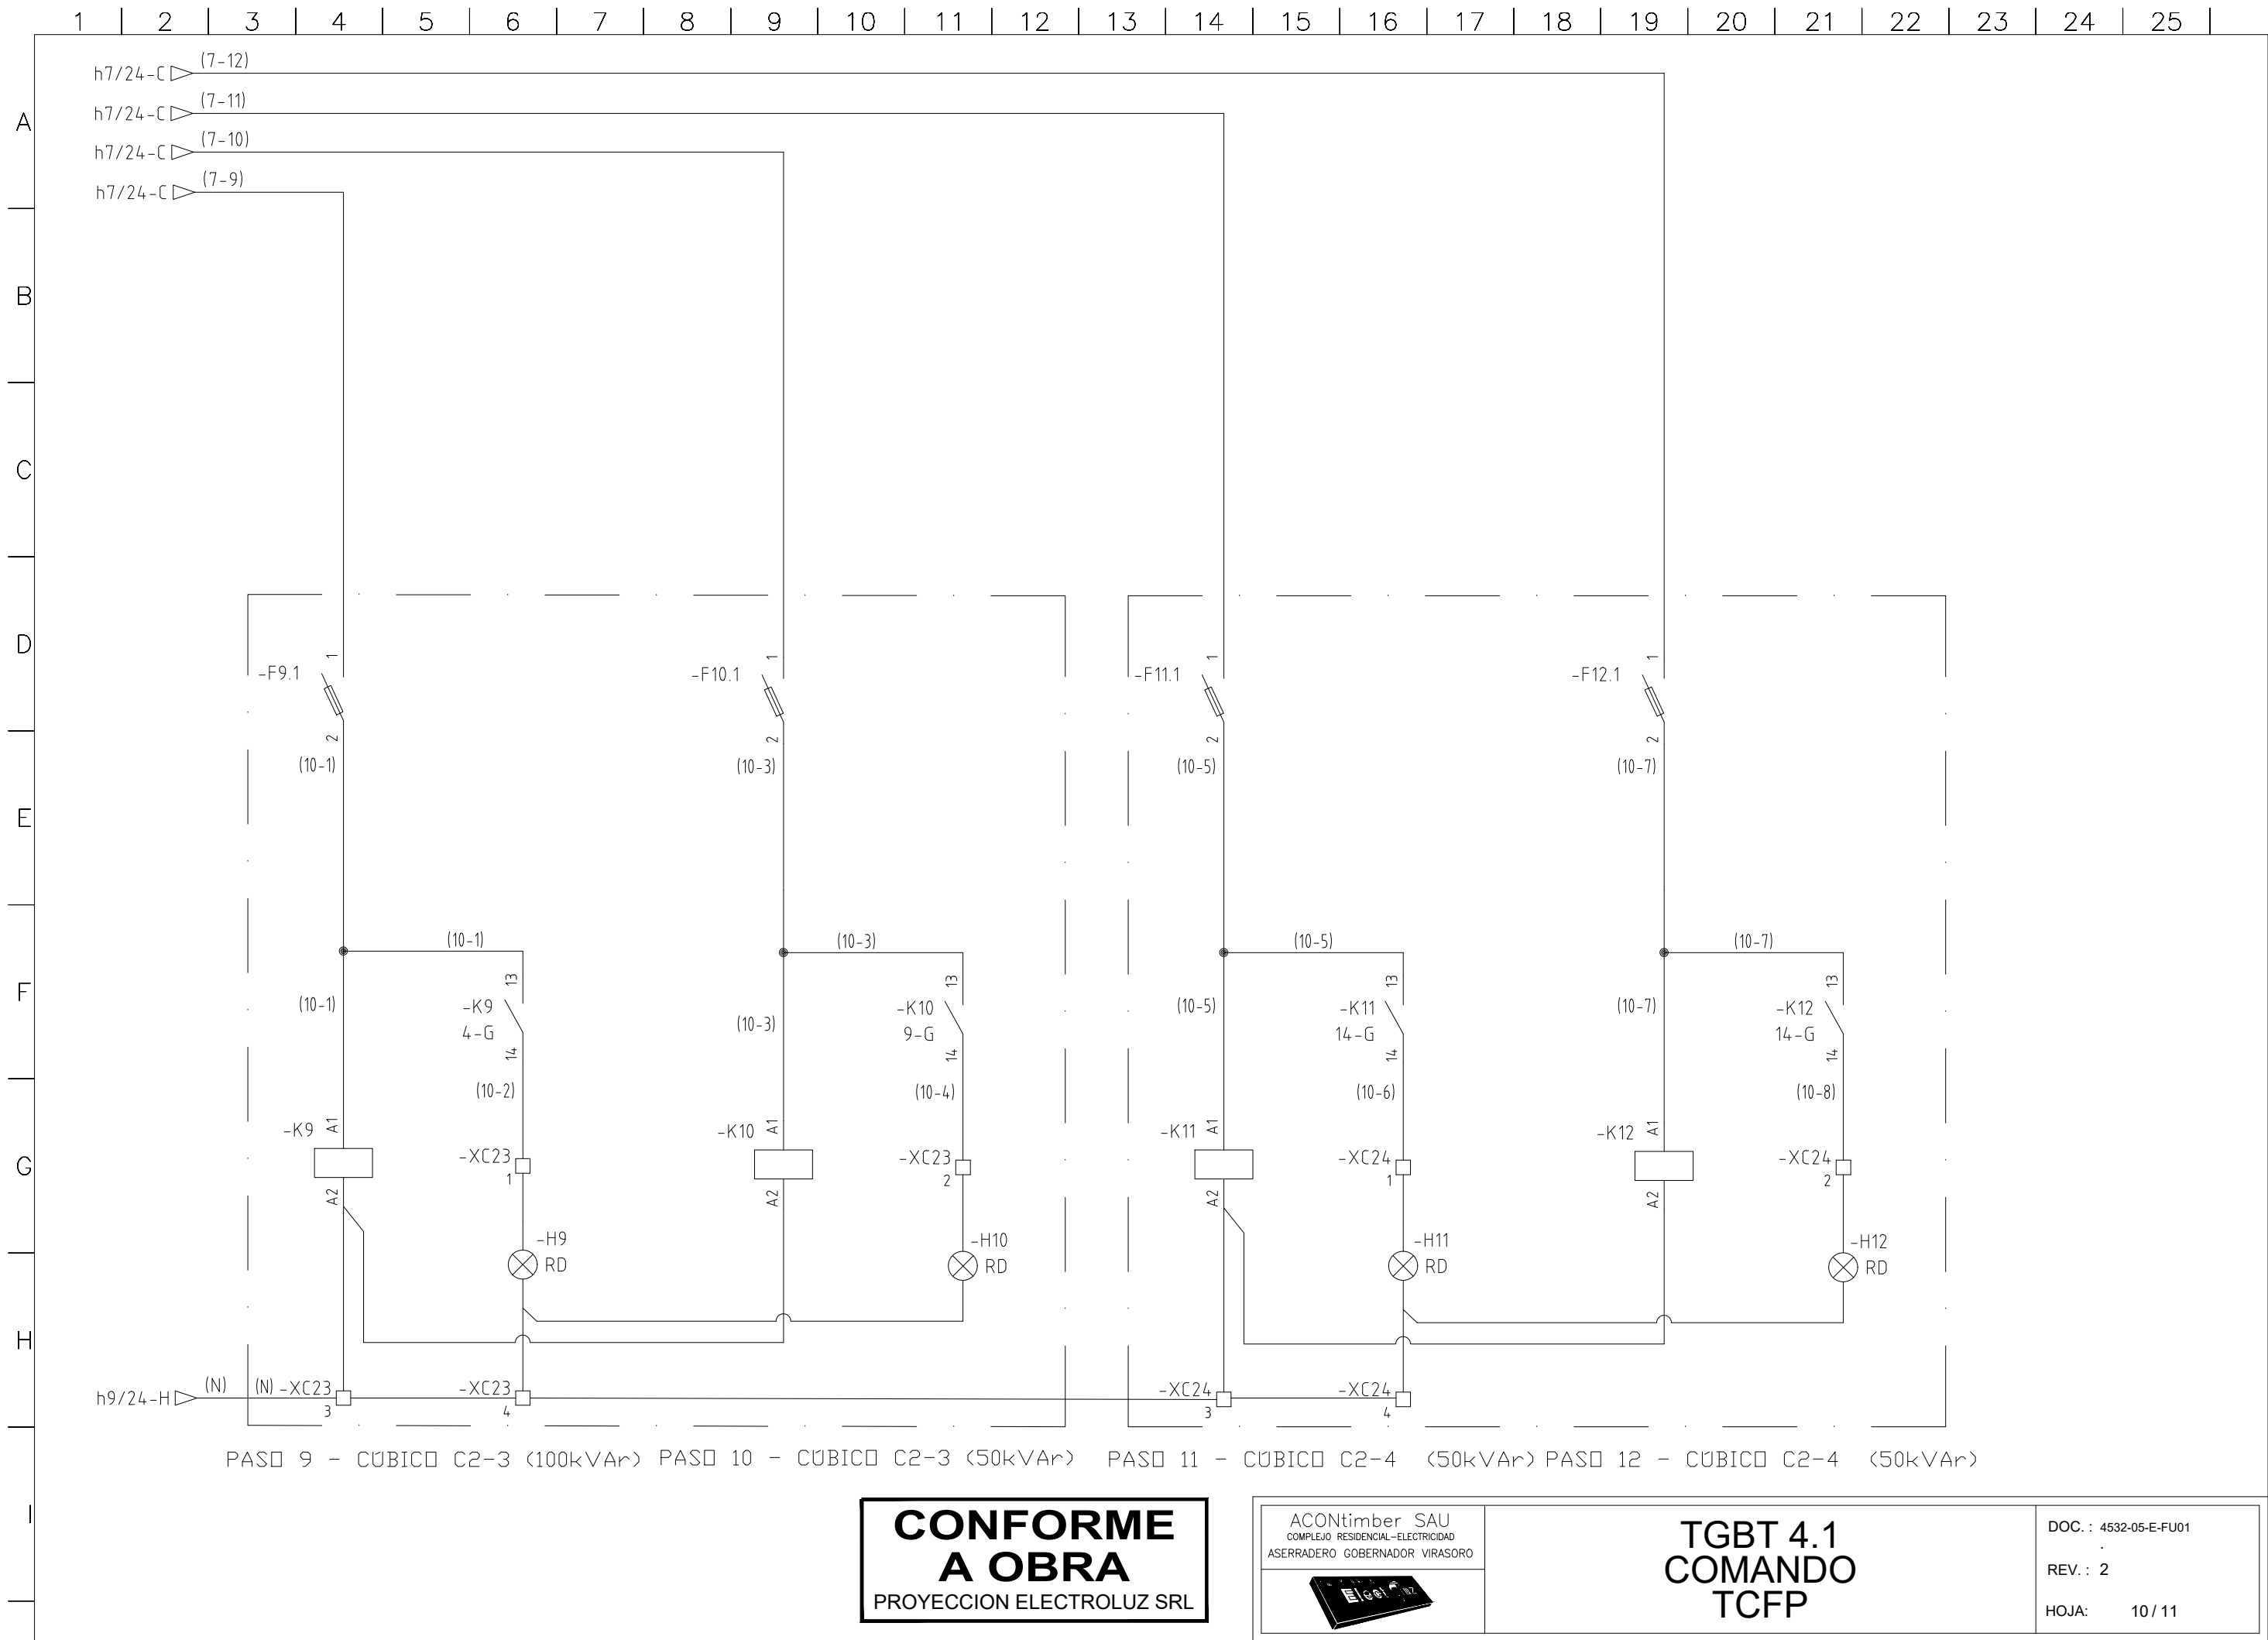 1 2 3 4 5 6 7 8 9 10 11 12 13 14 15 16 17 18 19 20 21 22 23 24 25
h7/24-C (7-12)
A
h7/24-C (7-11)
h7/24-C (7-10)
h7/24-C (7-9)
B
C
D
1 1 1 1
-F9.1 -F10.1 -F11.1 -F12.1
2 2 2 2
(10-1) (10-3) (10-5) (10-7)
E
(10-1) (10-3) (10-5) (10-7)
F
13 13 13 13
(10-1) -K9 (10-3) -K10 (10-5) -K11 (10-7) -K12
4-G 9-G 14-G 14-G
14 14 14 14
(10-2) (10-4) (10-6) (10-8)
-K9 A1 -K10 A1 -K11 A1 -K12 A1
G
-XC23 -XC23 -XC24 -XC24
1 2 1 2
A2 A2 A2 A2
-H9 -H10 -H11 -H12
RD RD RD RD
H
h9/24-H (N) (N) -XC23 -XC23 -XC24 -XC24
3 4 3 4
PASO 9 - CÚBICO C2-3 (100kVAr) PASO 10 - CÚBICO C2-3 (50kVAr) PASO 11 - CÚBICO C2-4 (50kVAr) PASO 12 - CÚBICO C2-4 (50kVAr)
I
CONFORME
A OBRA
PROYECCION ELECTROLUZ SRL
ACONtimber SAU
COMPLEJO RESIDENCIAL-ELECTRICIDAD
ASERRADERO GOBERNADOR VIRASORO
TGBT 4.1
COMANDO
TCFP
DOC. : 4532-05-E-FU01
.
REV. : 2
HOJA: 10 / 11